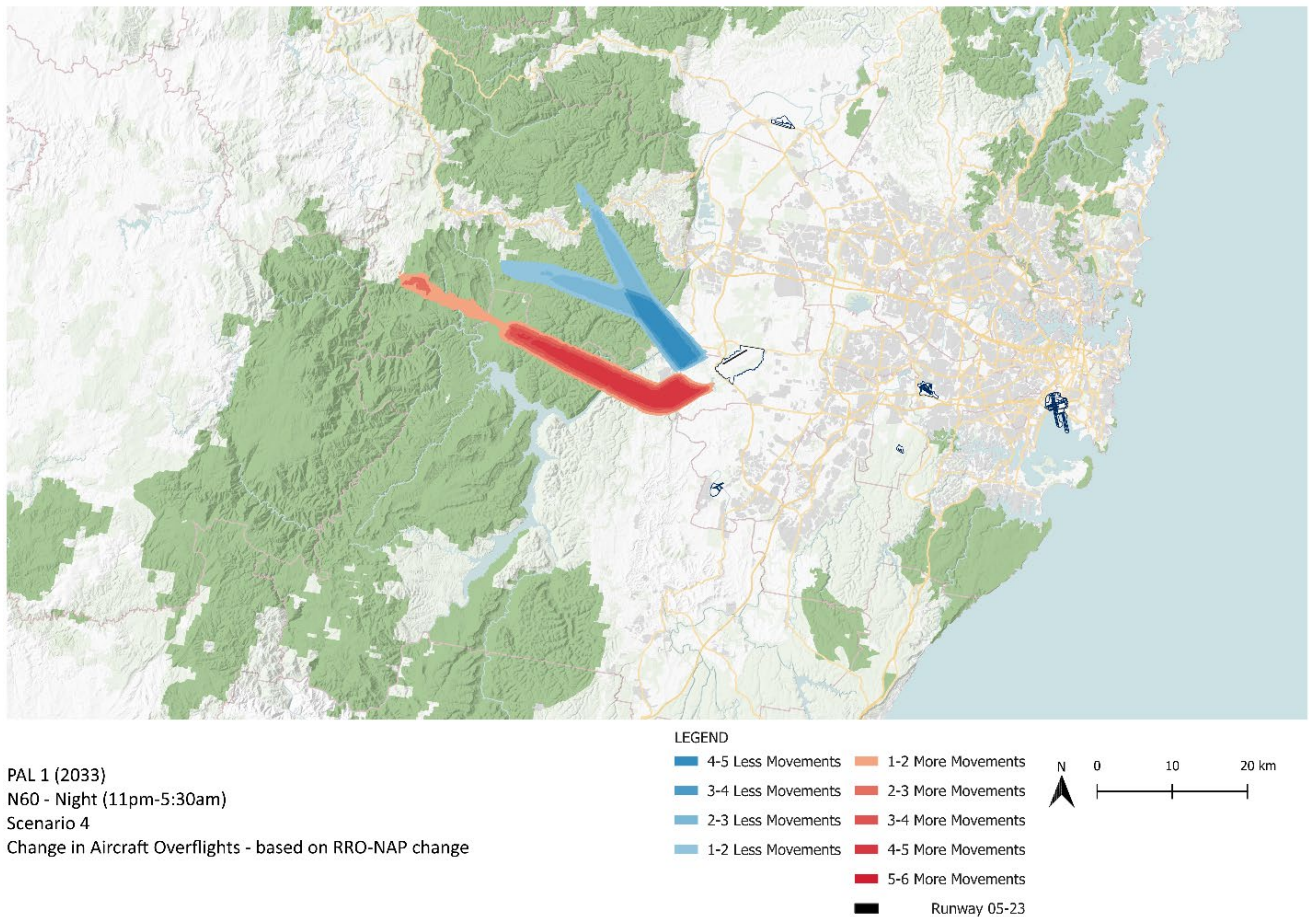 PAL 1 (2033)
N60 - Night (11pm-5:30am)
Scenario 4
Change in Aircraft Overflights - based on RRO-NAP change
LEGEND
4-5 Less Movements
3-4 Less Movements
2-3 Less Movements
1-2 Less Movements
1-2 More Movements
2-3 More Movements
3-4 More Movements
4-5 More Movements
5-6 More Movements
Runway 05-23
N
0 10 20 km